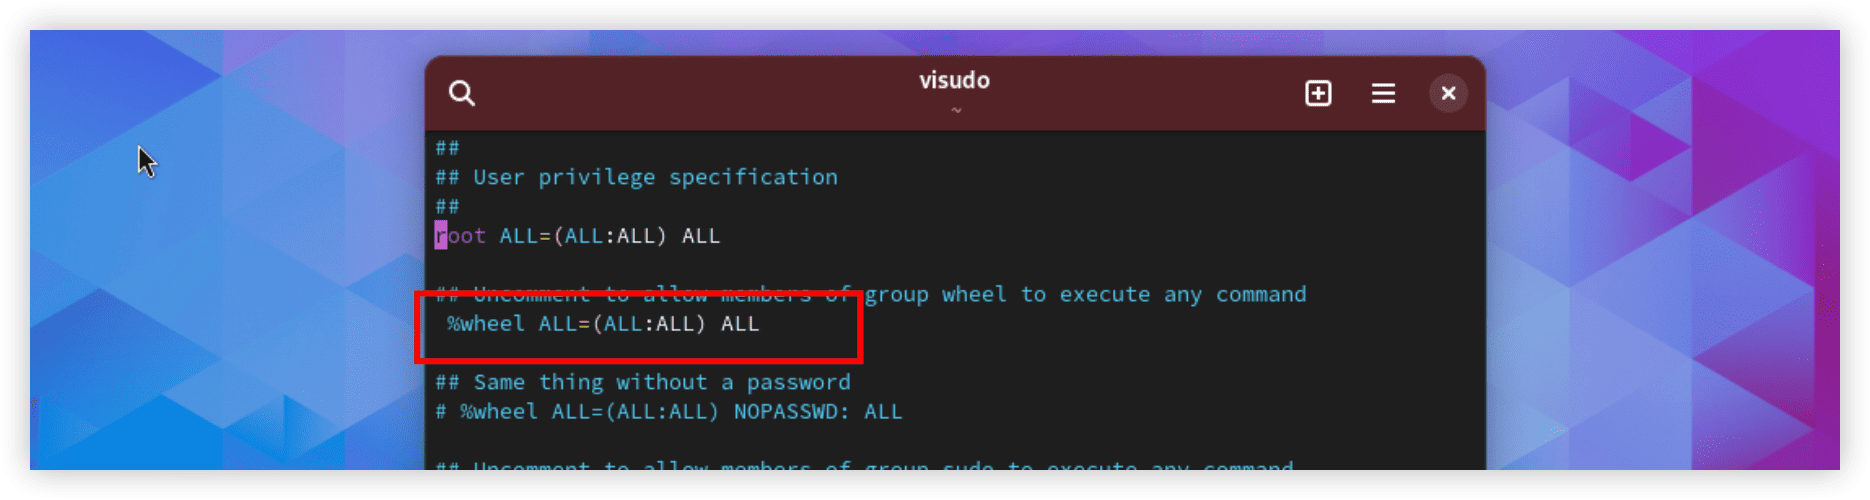 visudo
~
##
## User privilege specification
##
root ALL=(ALL:ALL) ALL
## Uncomment to allow members of group wheel to execute any command
%wheel ALL=(ALL:ALL) ALL
## Same thing without a password
# %wheel ALL=(ALL:ALL) NOPASSWD: ALL
## Uncomment to allow members of group sudo to execute any command